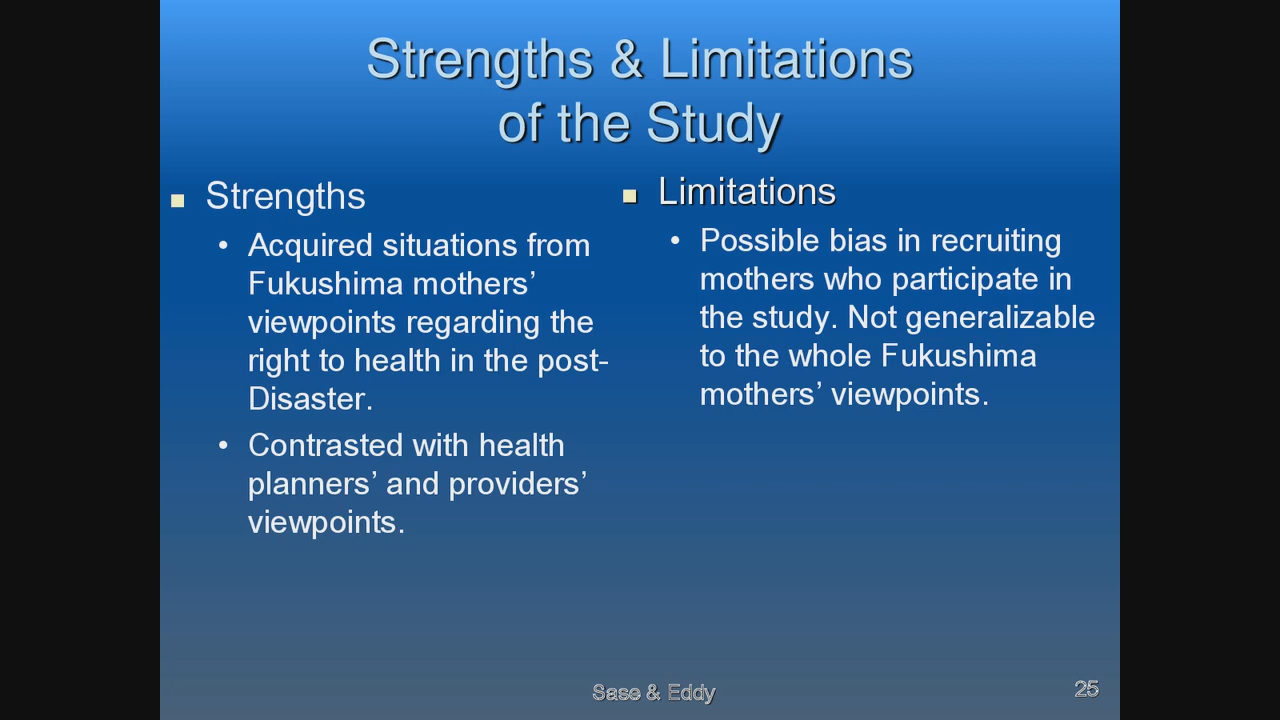 Strengths & Limitations
of the Study
Strengths
• Acquired situations from
Fukushima mothers’
viewpoints regarding the
right to health in the post-
Disaster.
• Contrasted with health
planners’ and providers’
viewpoints.
Limitations
• Possible bias in recruiting
mothers who participate in
the study. Not generalizable
to the whole Fukushima
mothers’ viewpoints.
Sase & Eddy
25